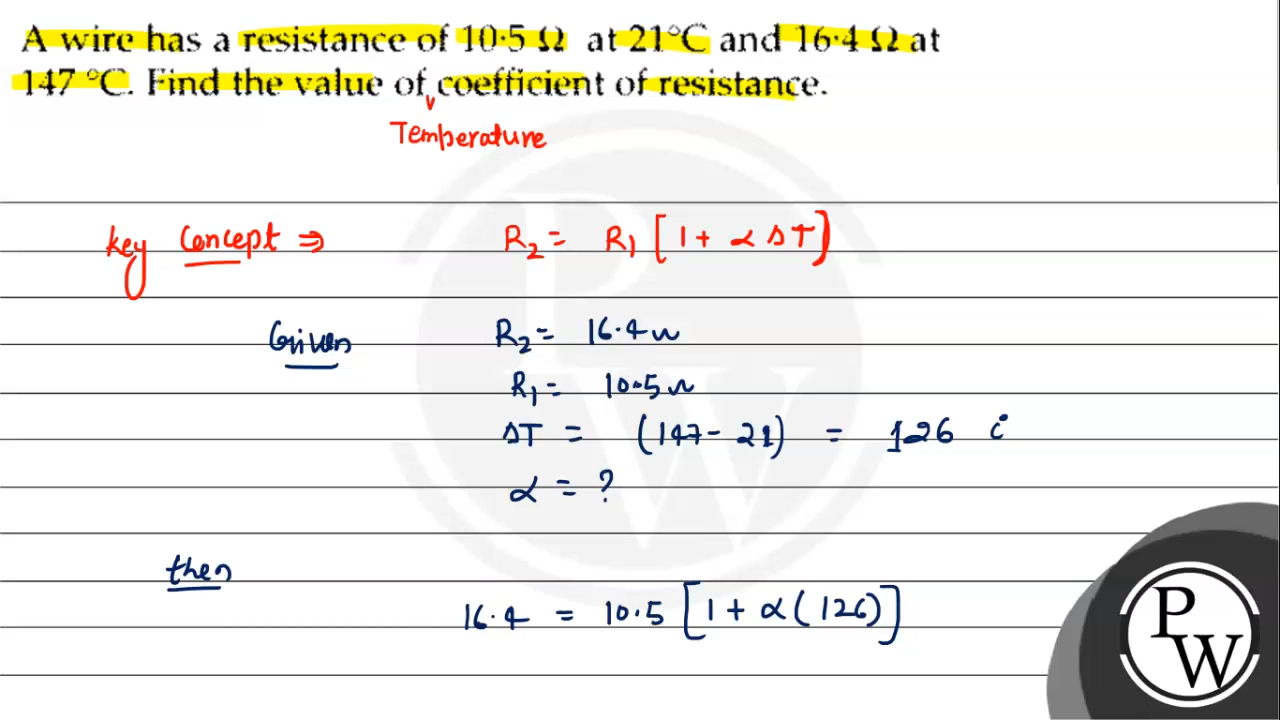 A wire has a resistance of 10·5 Ω at 21°C and 16·4 Ω at
147 °C. Find the value of coefficient of resistance.
Temperature
key concept ⇒ R₂ = R₁ [1 + α ΔT]
Given R₂ = 16.4 Ω
R₁ = 10.5 Ω
ΔT = (147 - 21) = 126
α = ?
then
16.4 = 10.5 [1 + α (126)]
P
W